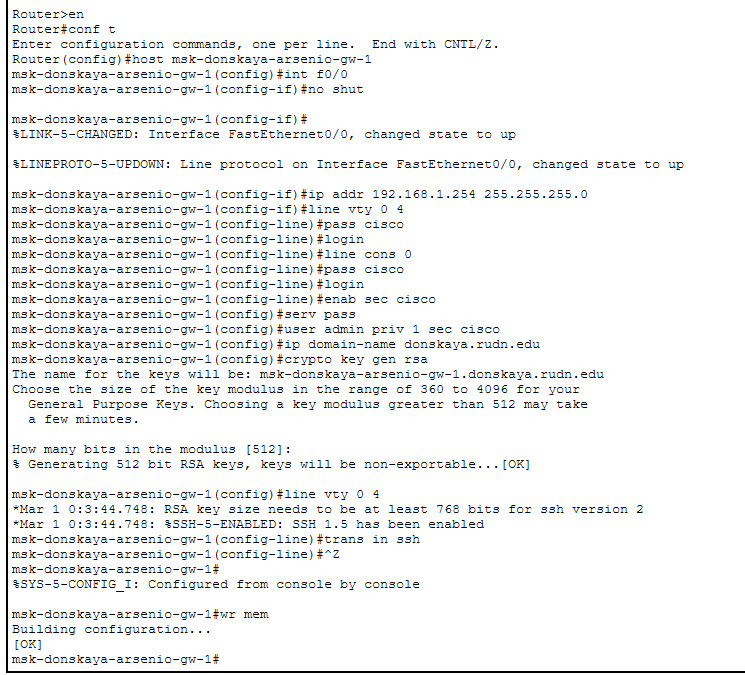 Router>en
Router#conf t
Enter configuration commands, one per line.  End with CNTL/Z.
Router(config)#host msk-donskaya-arsenio-gw-1
msk-donskaya-arsenio-gw-1(config)#int f0/0
msk-donskaya-arsenio-gw-1(config-if)#no shut
msk-donskaya-arsenio-gw-1(config-if)#
%LINK-5-CHANGED: Interface FastEthernet0/0, changed state to up
%LINEPROTO-5-UPDOWN: Line protocol on Interface FastEthernet0/0, changed state to up
msk-donskaya-arsenio-gw-1(config-if)#ip addr 192.168.1.254 255.255.255.0
msk-donskaya-arsenio-gw-1(config-if)#line vty 0 4
msk-donskaya-arsenio-gw-1(config-line)#pass cisco
msk-donskaya-arsenio-gw-1(config-line)#login
msk-donskaya-arsenio-gw-1(config-line)#line cons 0
msk-donskaya-arsenio-gw-1(config-line)#pass cisco
msk-donskaya-arsenio-gw-1(config-line)#login
msk-donskaya-arsenio-gw-1(config-line)#enab sec cisco
msk-donskaya-arsenio-gw-1(config)#serv pass
msk-donskaya-arsenio-gw-1(config)#user admin priv 1 sec cisco
msk-donskaya-arsenio-gw-1(config)#ip domain-name donskaya.rudn.edu
msk-donskaya-arsenio-gw-1(config)#crypto key gen rsa
The name for the keys will be: msk-donskaya-arsenio-gw-1.donskaya.rudn.edu
Choose the size of the key modulus in the range of 360 to 4096 for your
  General Purpose Keys. Choosing a key modulus greater than 512 may take
  a few minutes.
How many bits in the modulus [512]:
% Generating 512 bit RSA keys, keys will be non-exportable...[OK]
msk-donskaya-arsenio-gw-1(config)#line vty 0 4
*Mar 1 0:3:44.748: RSA key size needs to be at least 768 bits for ssh version 2
*Mar 1 0:3:44.748: %SSH-5-ENABLED: SSH 1.5 has been enabled
msk-donskaya-arsenio-gw-1(config-line)#trans in ssh
msk-donskaya-arsenio-gw-1(config-line)#^Z
msk-donskaya-arsenio-gw-1#
%SYS-5-CONFIG_I: Configured from console by console
msk-donskaya-arsenio-gw-1#wr mem
Building configuration...
[OK]
msk-donskaya-arsenio-gw-1#